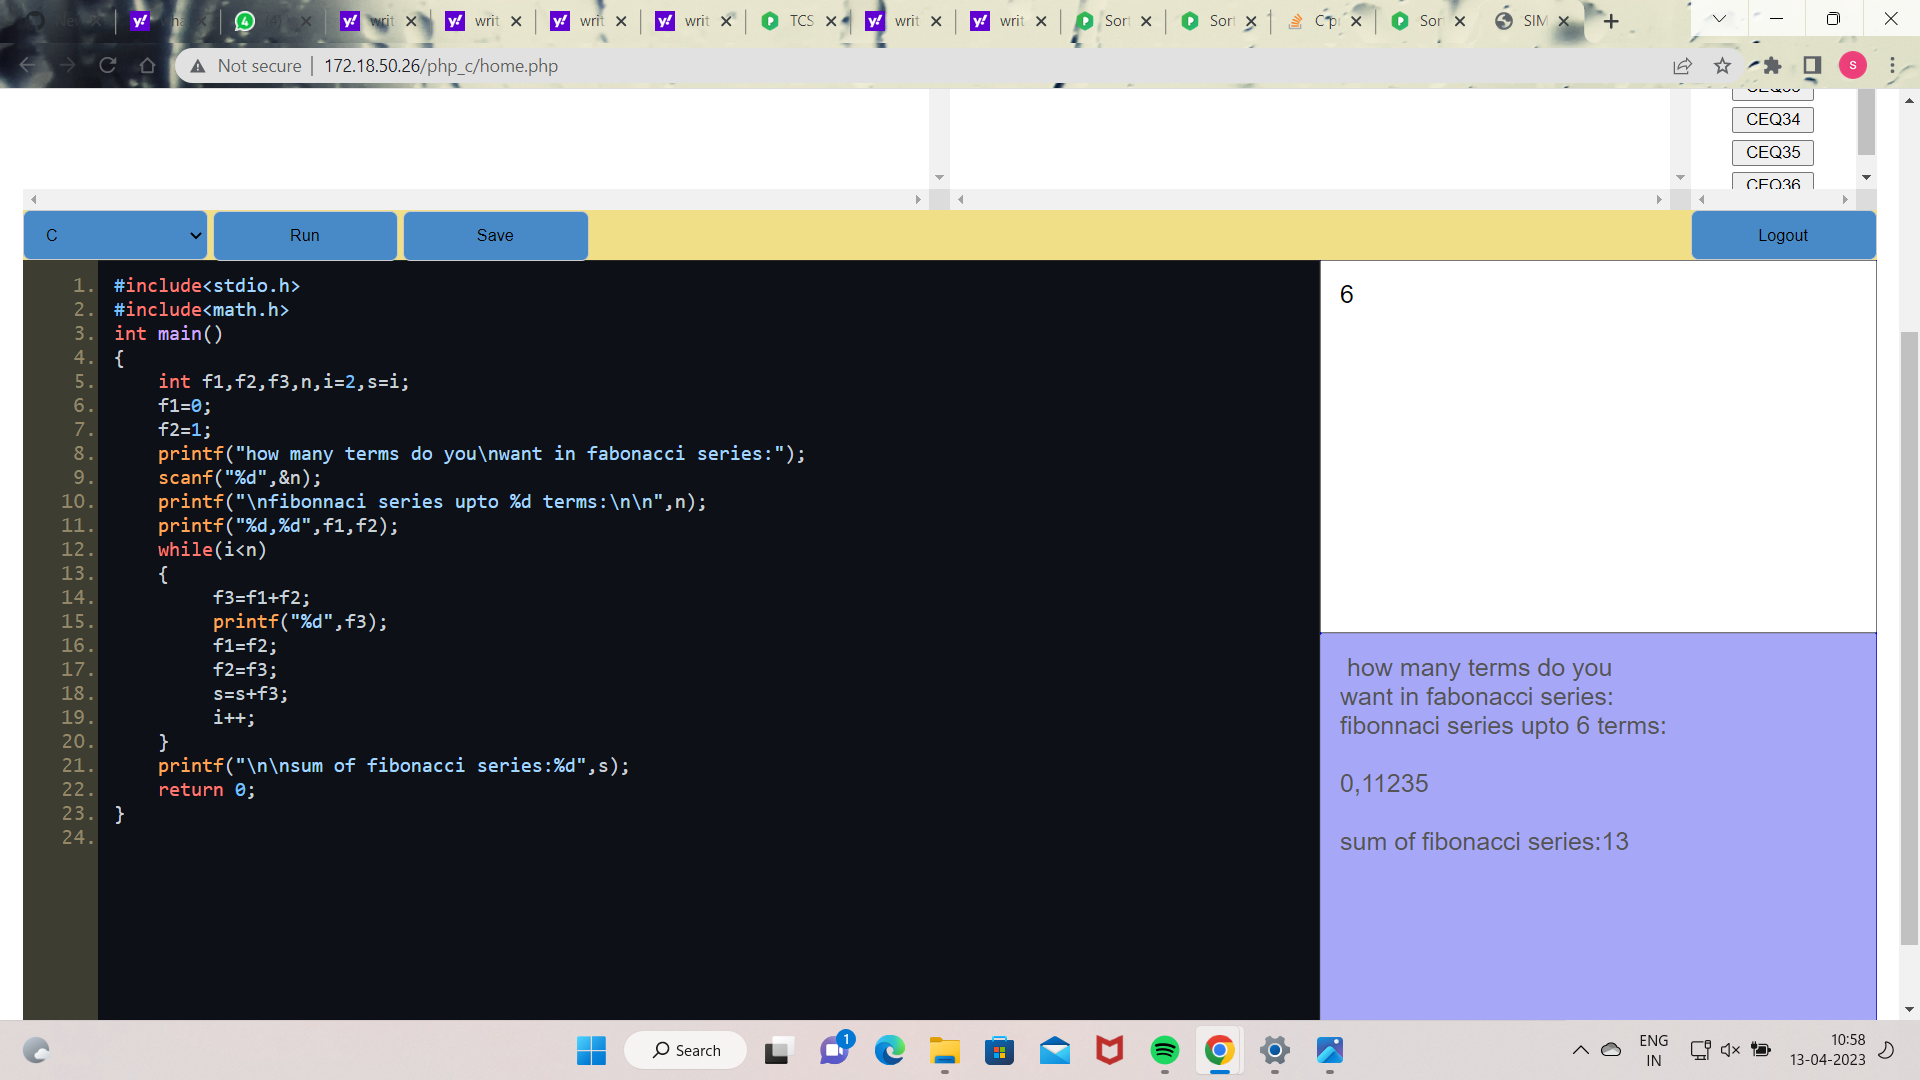 writ
writ
writ
writ
TCS
writ
writ
Sor
Sor
C p
Sor
SIM
Not secure
172.18.50.26/php_c/home.php
S
CEQ34
CEQ35
CEQ36
C
Run
Save
Logout
1. #include<stdio.h>
2. #include<math.h>
3. int main()
4. {
5. int f1,f2,f3,n,i=2,s=i;
6. f1=0;
7. f2=1;
8. printf("how many terms do you\nwant in fabonacci series:");
9. scanf("%d",&n);
10. printf("\nfibonnaci series upto %d terms:\n\n",n);
11. printf("%d,%d",f1,f2);
12. while(i<n)
13. {
14. f3=f1+f2;
15. printf("%d",f3);
16. f1=f2;
17. f2=f3;
18. s=s+f3;
19. i++;
20. }
21. printf("\n\nsum of fibonacci series:%d",s);
22. return 0;
23. }
24.
6
how many terms do you
want in fabonacci series:
fibonnaci series upto 6 terms:
0,11235
sum of fibonacci series:13
Search
1
ENG
IN
10:58
13-04-2023